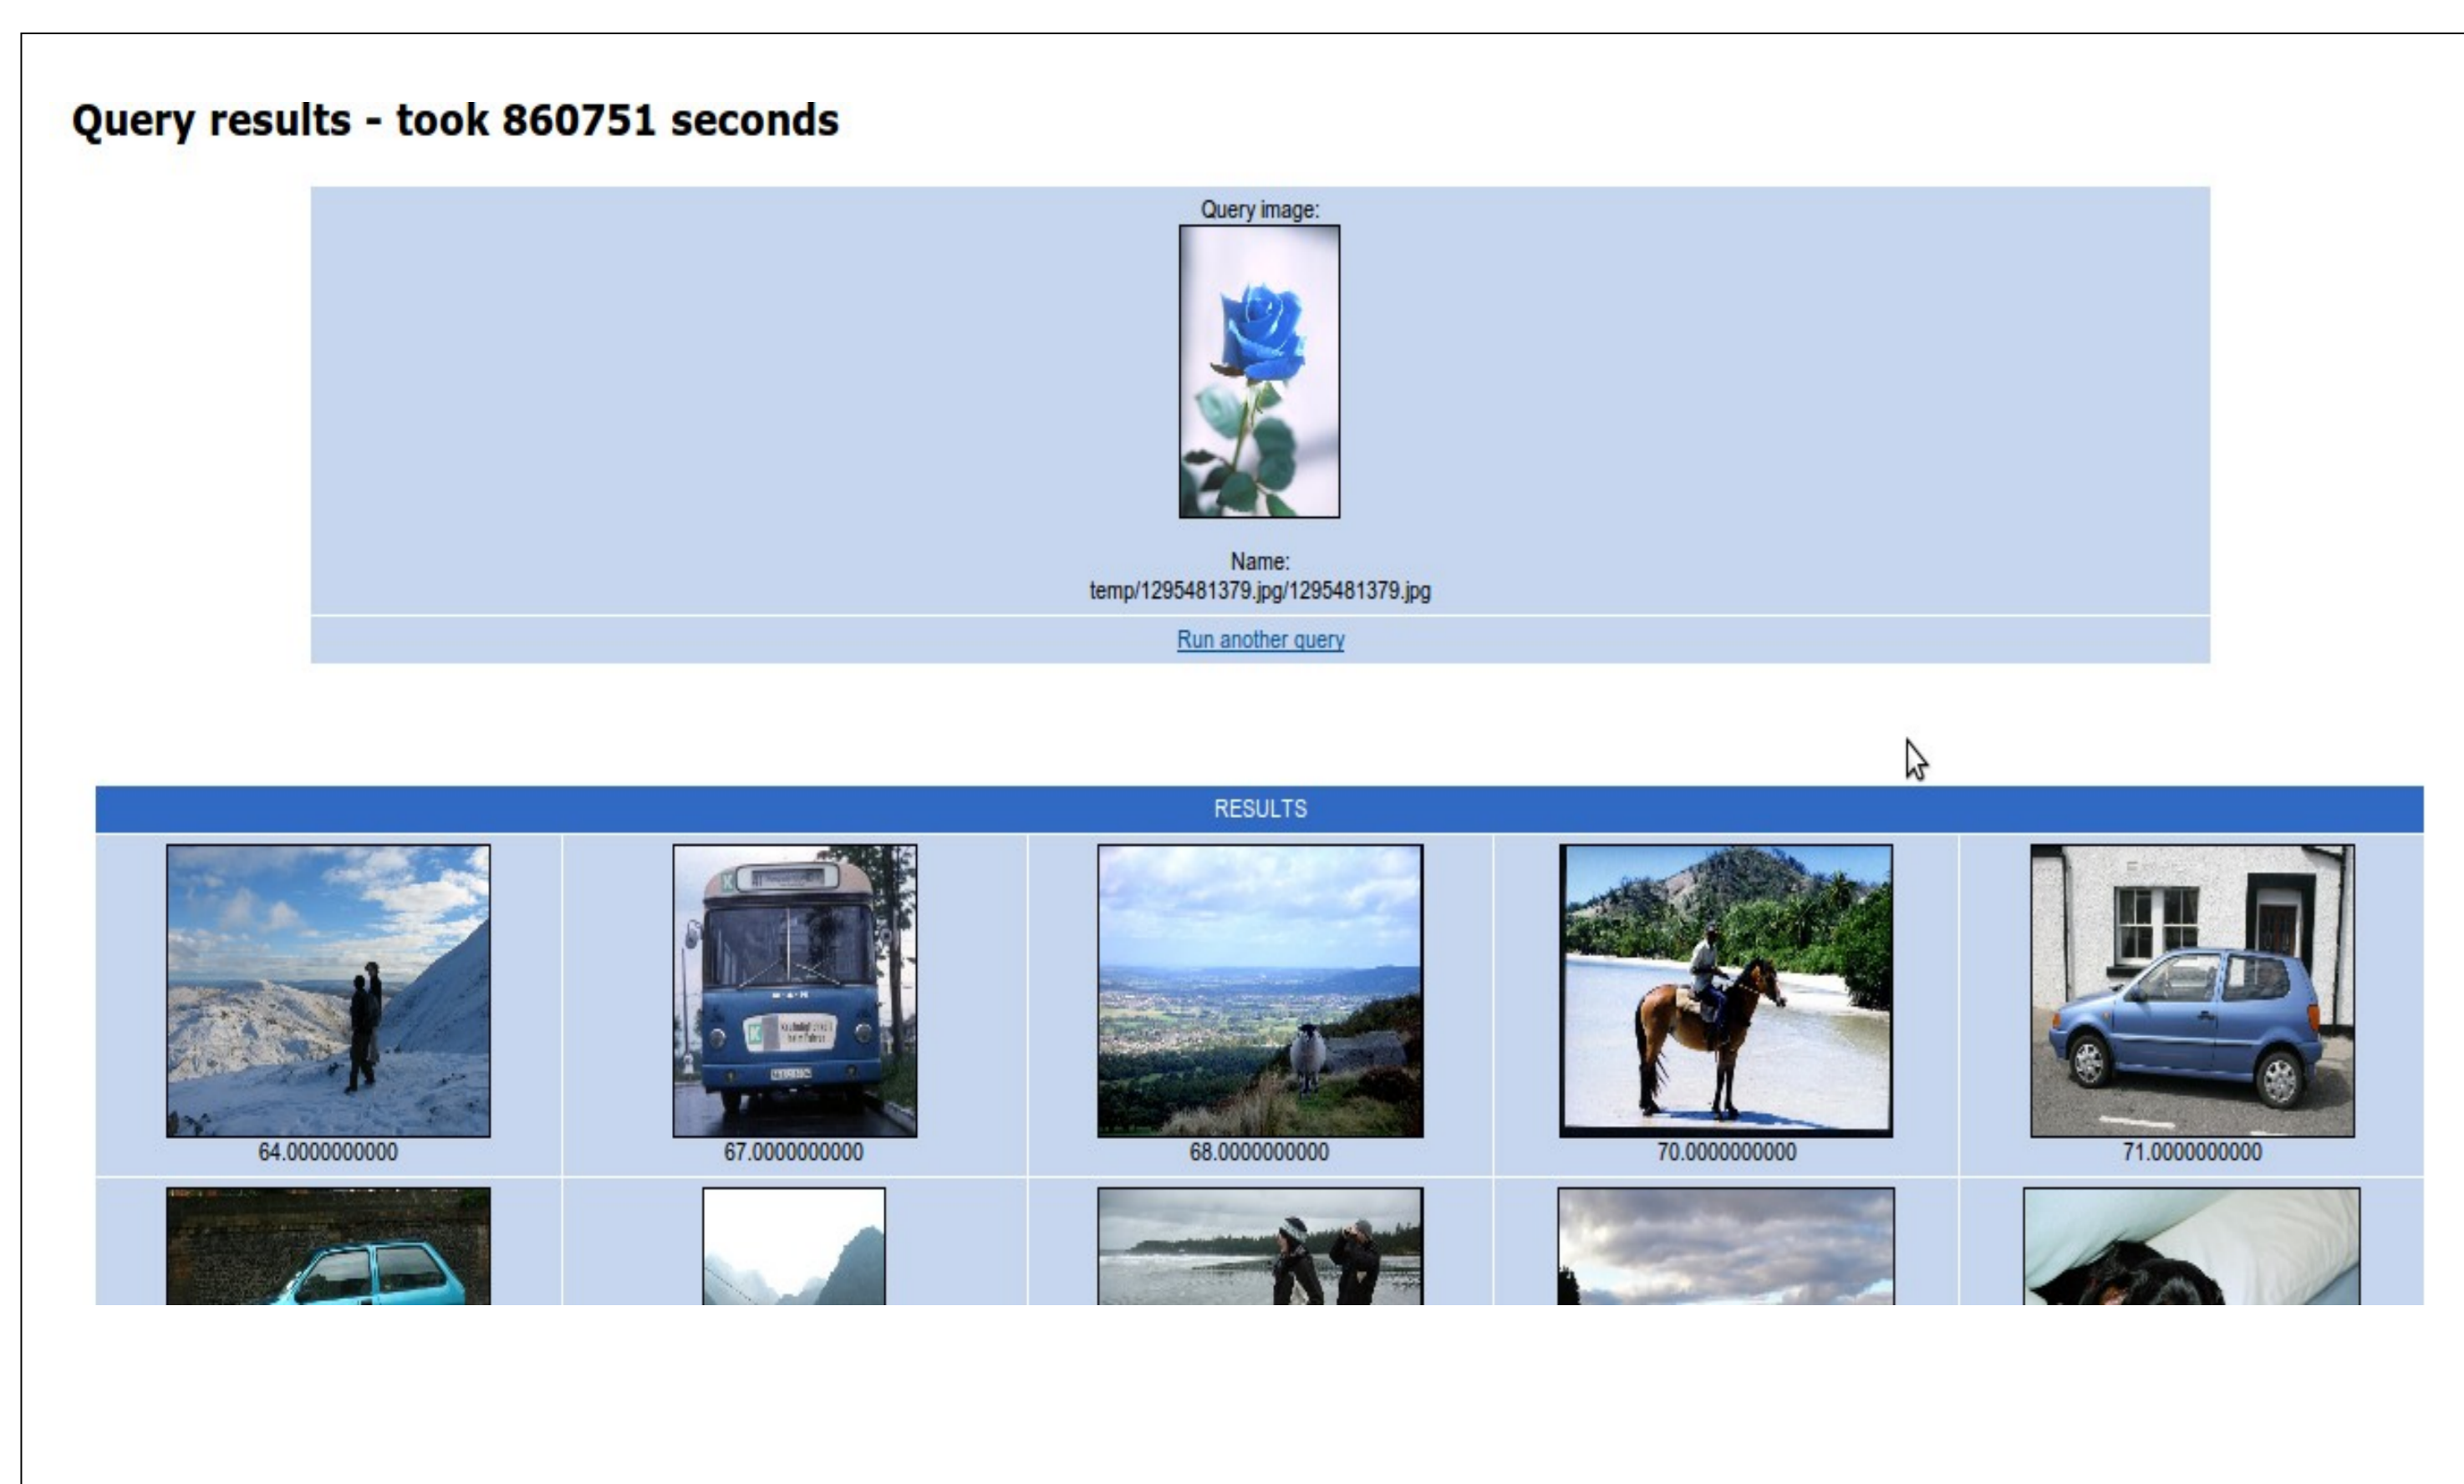 Query results - took 860751 seconds
Query image:
Name:
temp/1295481379.jpg/1295481379.jpg
Run another query
RESULTS
K
K
64.0000000000
67.0000000000
68.0000000000
70.0000000000
71.0000000000